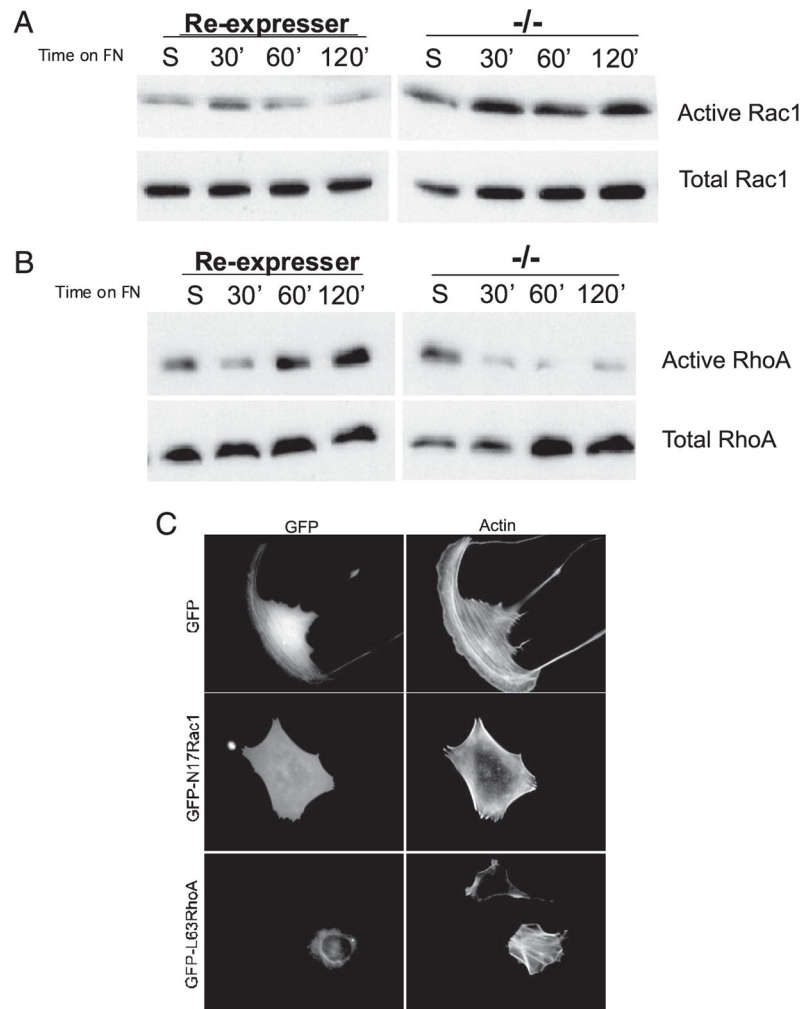 A
Re-expresser -/-
Time on FN S 30’ 60’ 120’ S 30’ 60’ 120’
Active Rac1
Total Rac1
B
Re-expresser -/-
Time on FN S 30’ 60’ 120’ S 30’ 60’ 120’
Active RhoA
Total RhoA
C
GFP Actin
GFP
GFP-N17Rac1
GFP-L63RhoA